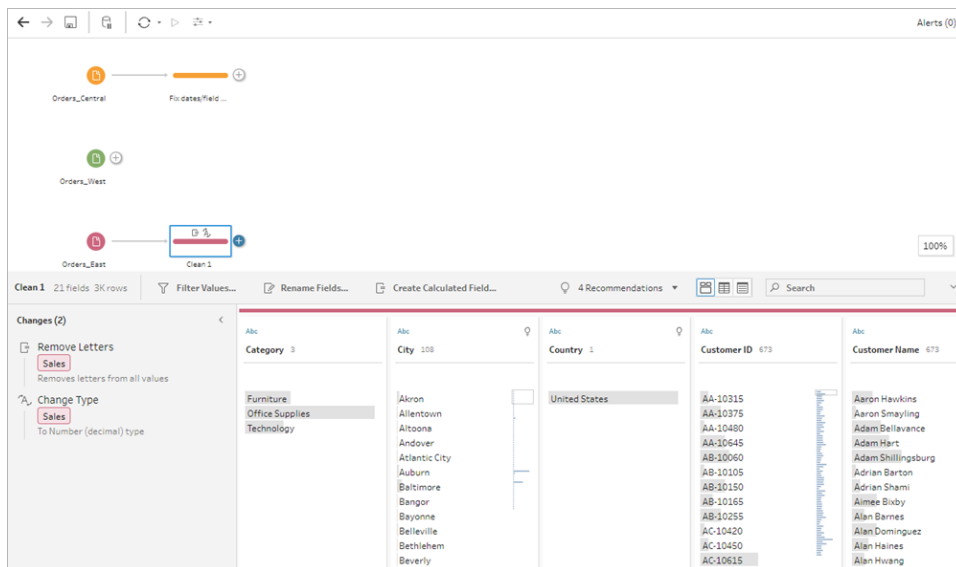 Alerts (0)
Orders_Central
Fix dates/field ...
Orders_West
Orders_East
Clean 1
100%
Clean 1 21 fields 3K rows
Filter Values...
Rename Fields...
Create Calculated Field...
4 Recommendations
Search
Changes (2)
Remove Letters
Sales
Removes letters from all values
Change Type
Sales
To Number (decimal) type
Abc
Category 3
Furniture
Office Supplies
Technology
Abc
City 108
Akron
Allentown
Altoona
Andover
Atlantic City
Auburn
Baltimore
Bangor
Bayonne
Belleville
Bethlehem
Beverly
Abc
Country 1
United States
Abc
Customer ID 673
AA-10315
AA-10375
AA-10480
AA-10645
AB-10060
AB-10105
AB-10150
AB-10165
AB-10255
AC-10420
AC-10450
AC-10615
Abc
Customer Name 673
Aaron Hawkins
Aaron Smayling
Adam Bellavance
Adam Hart
Adam Shillingsburg
Adrian Barton
Adrian Shami
Aimee Bixby
Alan Barnes
Alan Dominguez
Alan Haines
Alan Hwang